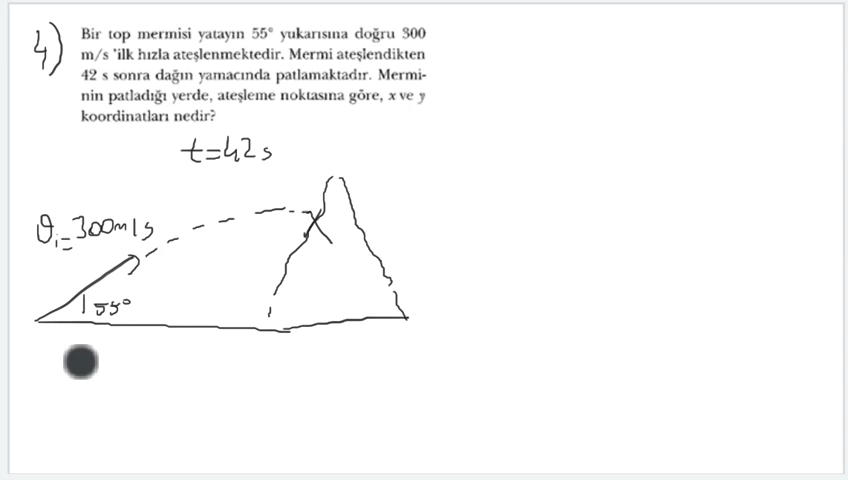 4)
Bir top mermisi yatayın 55° yukarısına doğru 300
m/s 'ilk hızla ateşlenmektedir. Mermi ateşlendikten
42 s sonra dağın yamacında patlamaktadır. Mermi-
nin patladığı yerde, ateşleme noktasına göre, x ve y
koordinatları nedir?
t=42s
ϑi=300m/s
55°